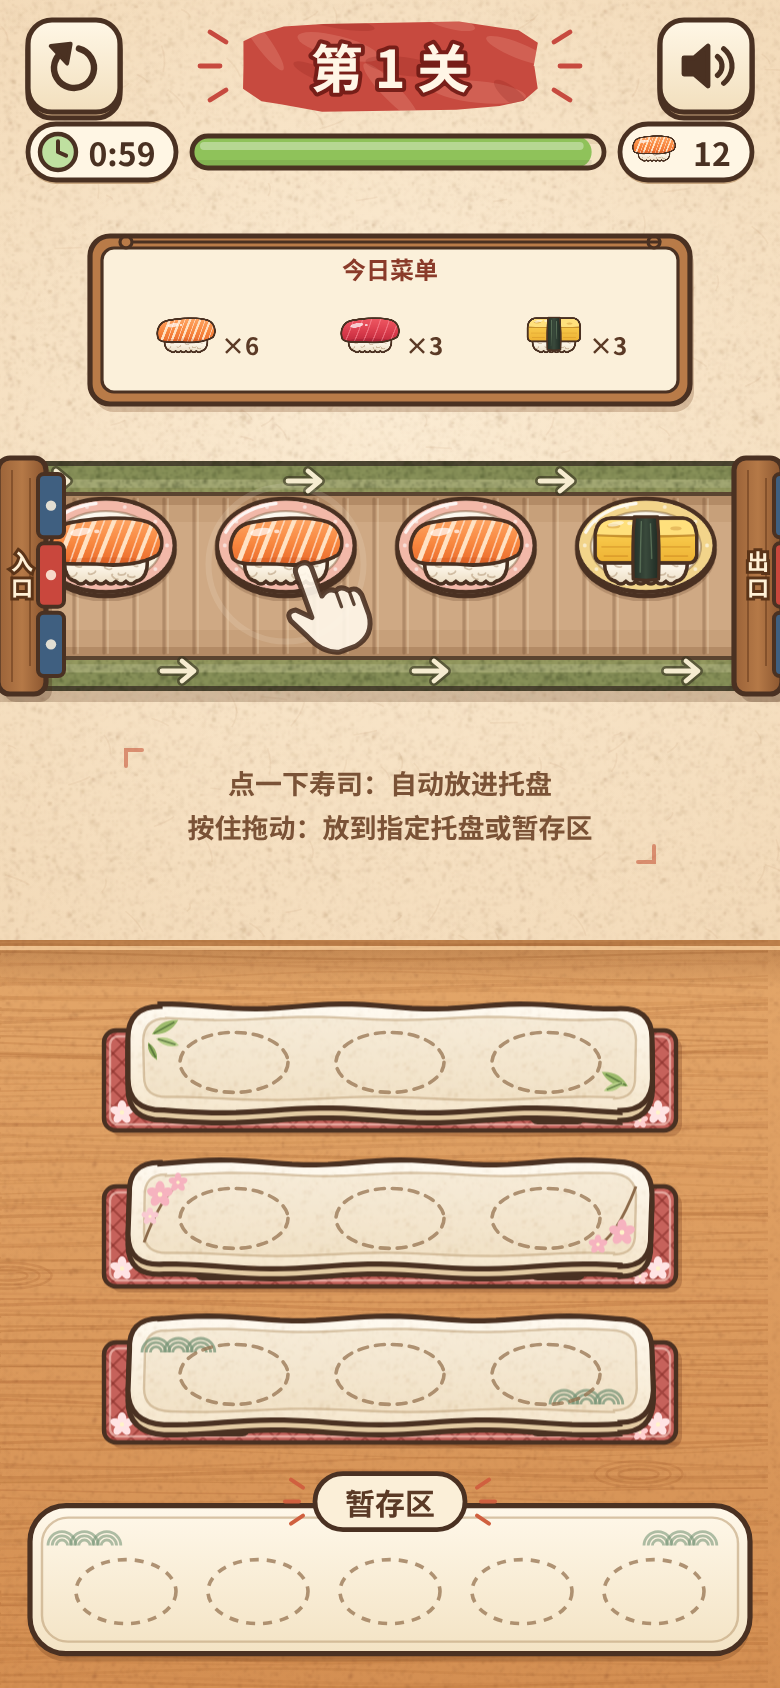 第1关
0:59
12
今日菜单
×6
×3
×3
入口
出口
点一下寿司：自动放进托盘
按住拖动：放到指定托盘或暂存区
暂存区